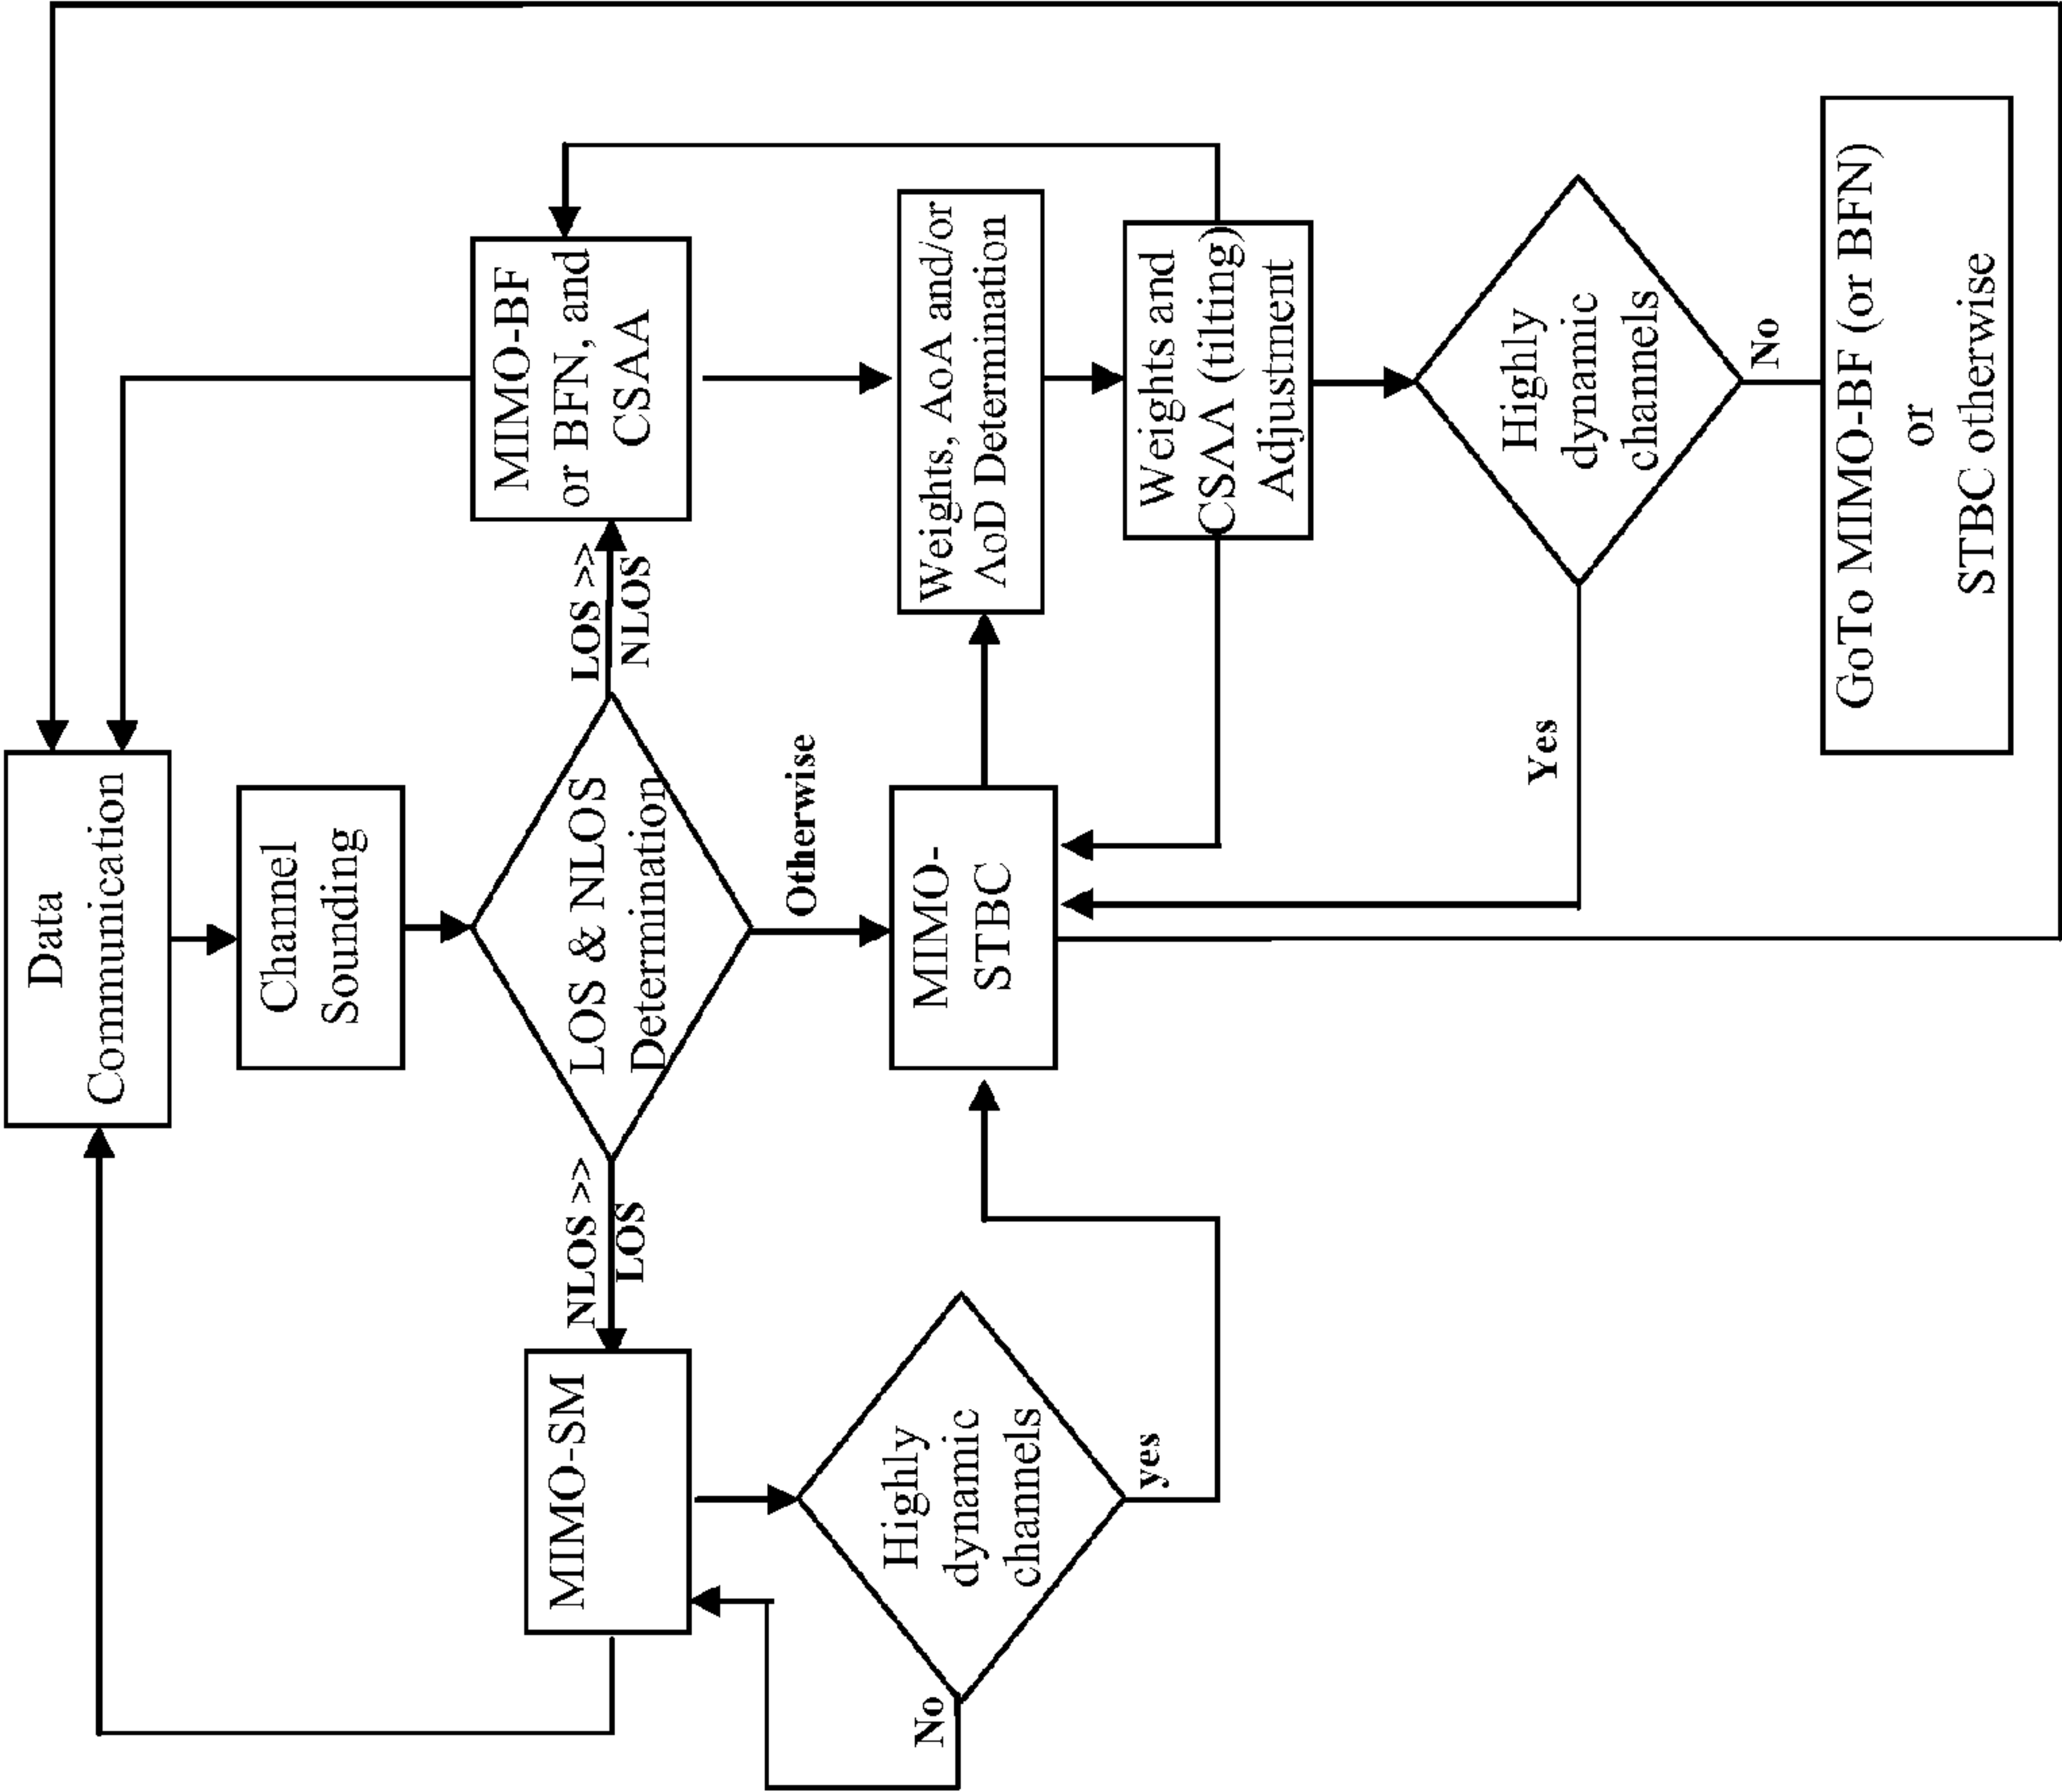 Data
Communication
Channel
Sounding
LOS & NLOS
Determination
NLOS >>
LOS
LOS >>
NLOS
Otherwise
MIMO-SM
MIMO-BF
or BFN, and
CSAA
Highly
dynamic
channels
No
yes
MIMO-
STBC
Weights, AoA and/or
AoD Determination
Weights and
CSAA (tilting)
Adjustment
Highly
dynamic
channels
Yes
No
GoTo MIMO-BF (or BFN)
or
STBC otherwise